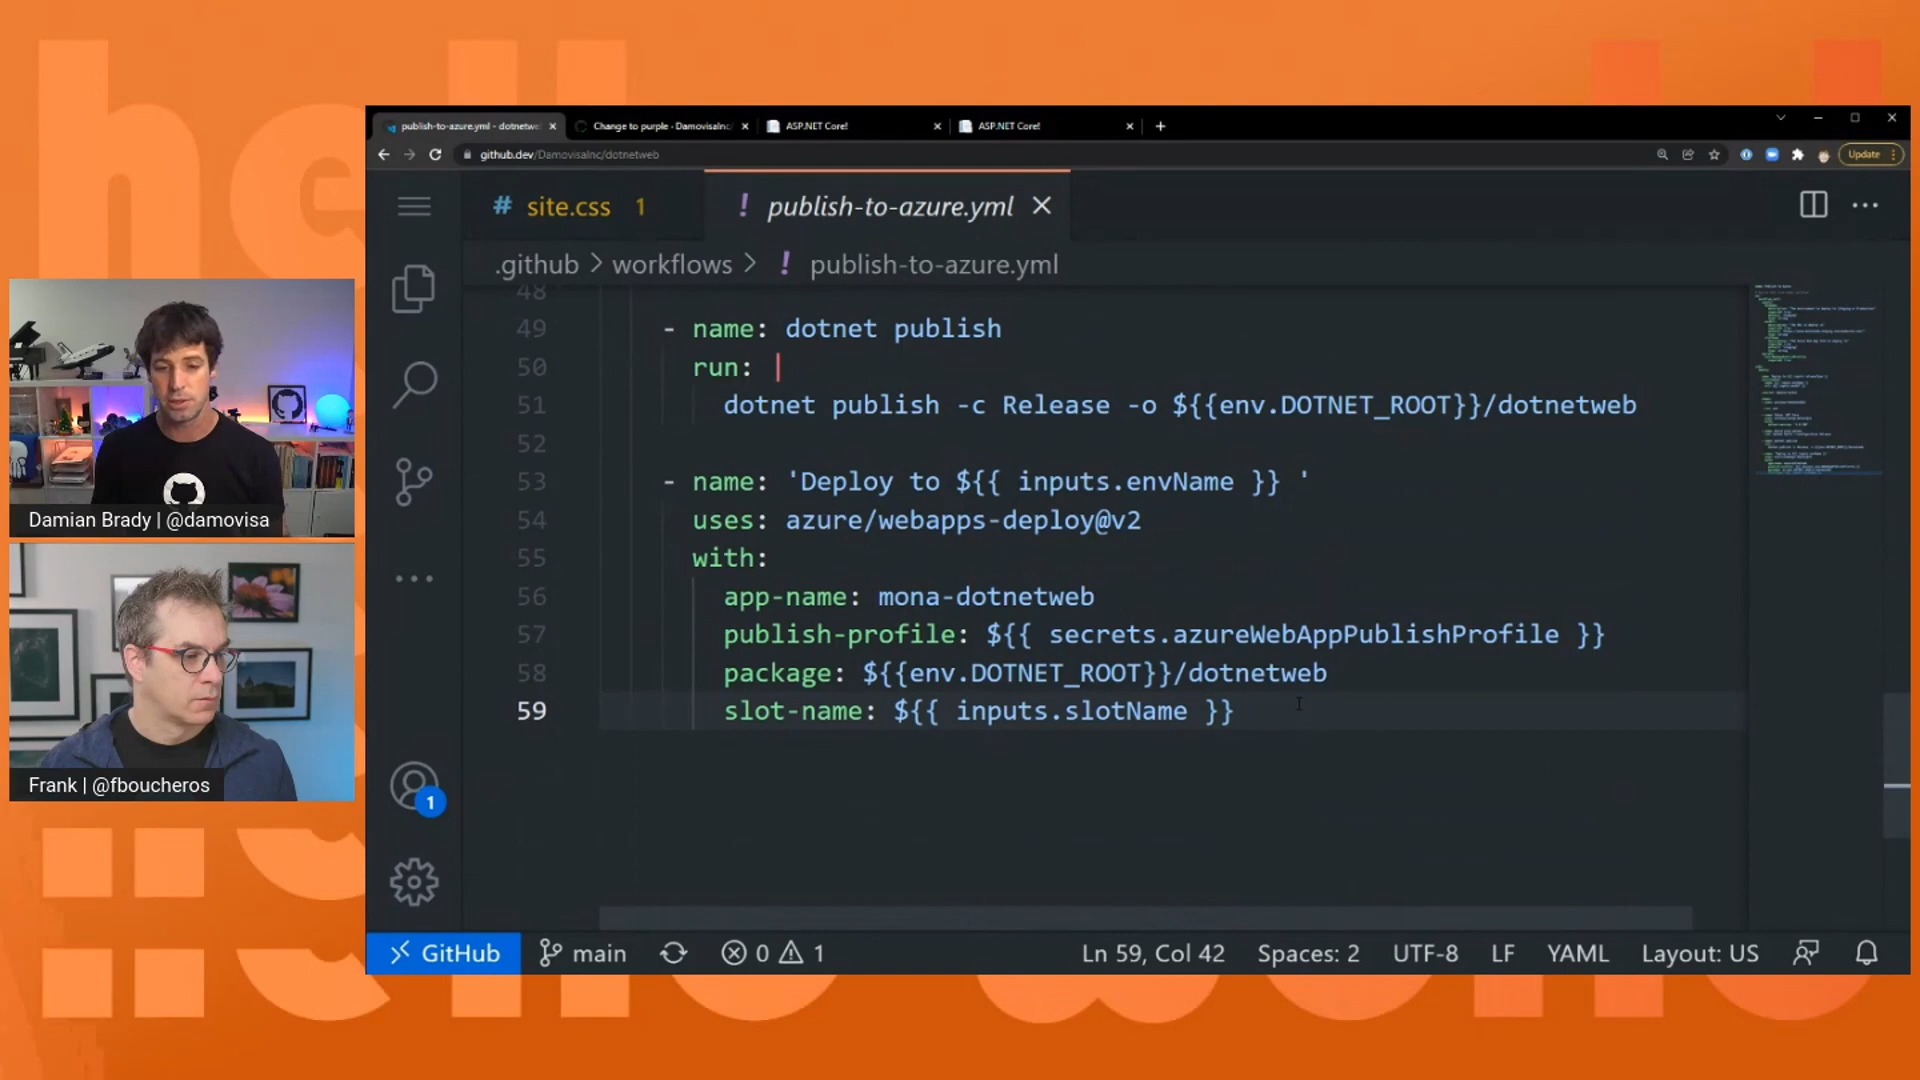 publish-to-azure.yml - dotnetwe
Change to purple - DamovisaInc/
ASP.NET Core!
ASP.NET Core!
github.dev/DamovisaInc/dotnetweb
Update
# site.css 1
! publish-to-azure.yml
.github > workflows > ! publish-to-azure.yml
48
49 - name: dotnet publish
50 run: |
51 dotnet publish -c Release -o ${{env.DOTNET_ROOT}}/dotnetweb
52
53 - name: 'Deploy to ${{ inputs.envName }} '
54 uses: azure/webapps-deploy@v2
55 with:
56 app-name: mona-dotnetweb
57 publish-profile: ${{ secrets.azureWebAppPublishProfile }}
58 package: ${{env.DOTNET_ROOT}}/dotnetweb
59 slot-name: ${{ inputs.slotName }}
Damian Brady | @damovisa
Frank | @fboucheros
1
GitHub main 0 1 Ln 59, Col 42 Spaces: 2 UTF-8 LF YAML Layout: US